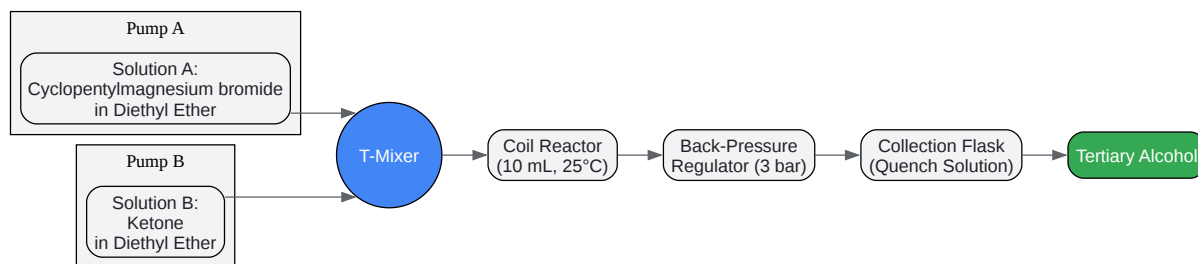 Pump A
Solution A:
Cyclopentylmagnesium bromide
in Diethyl Ether
Pump B
Solution B:
Ketone
in Diethyl Ether
T-Mixer
Coil Reactor
(10 mL, 25°C)
Back-Pressure
Regulator (3 bar)
Collection Flask
(Quench Solution)
Tertiary Alcohol